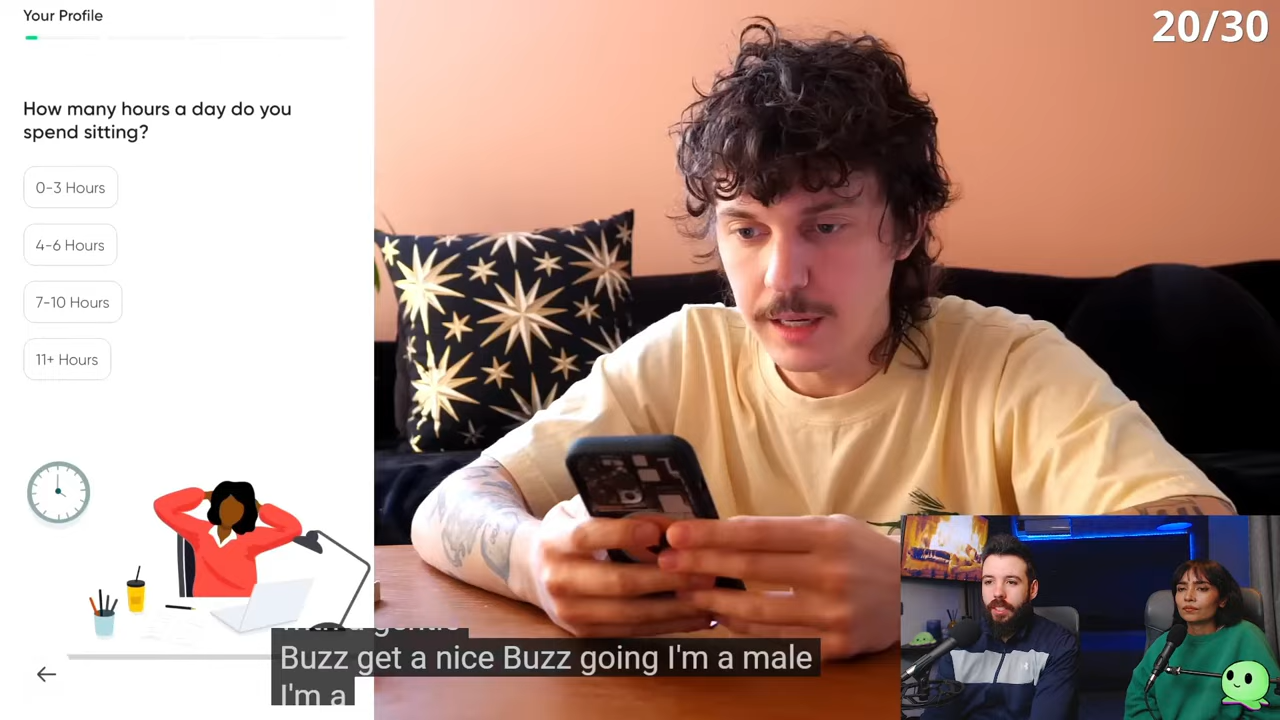 Your Profile
20/30
How many hours a day do you
spend sitting?
0-3 Hours
4-6 Hours
7-10 Hours
11+ Hours
Buzz get a nice Buzz going I'm a male
I'm a